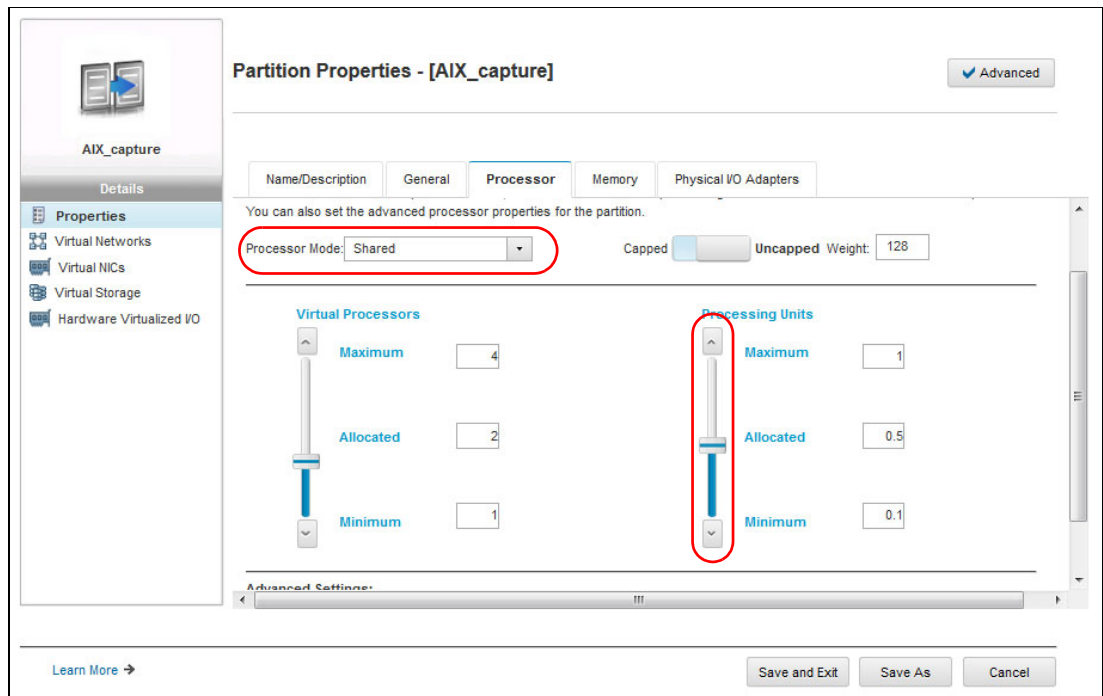 AIX_capture
Details
Properties
Virtual Networks
Virtual NICs
Virtual Storage
Hardware Virtualized I/O
Partition Properties - [AIX_capture]
Advanced
Name/Description General Processor Memory Physical I/O Adapters
You can also set the advanced processor properties for the partition.
Processor Mode: Shared Capped Uncapped Weight: 128
Virtual Processors Processing Units
Maximum 4 Maximum 1
Allocated 2 Allocated 0.5
Minimum 1 Minimum 0.1
Advanced Settings:
Learn More → Save and Exit Save As Cancel